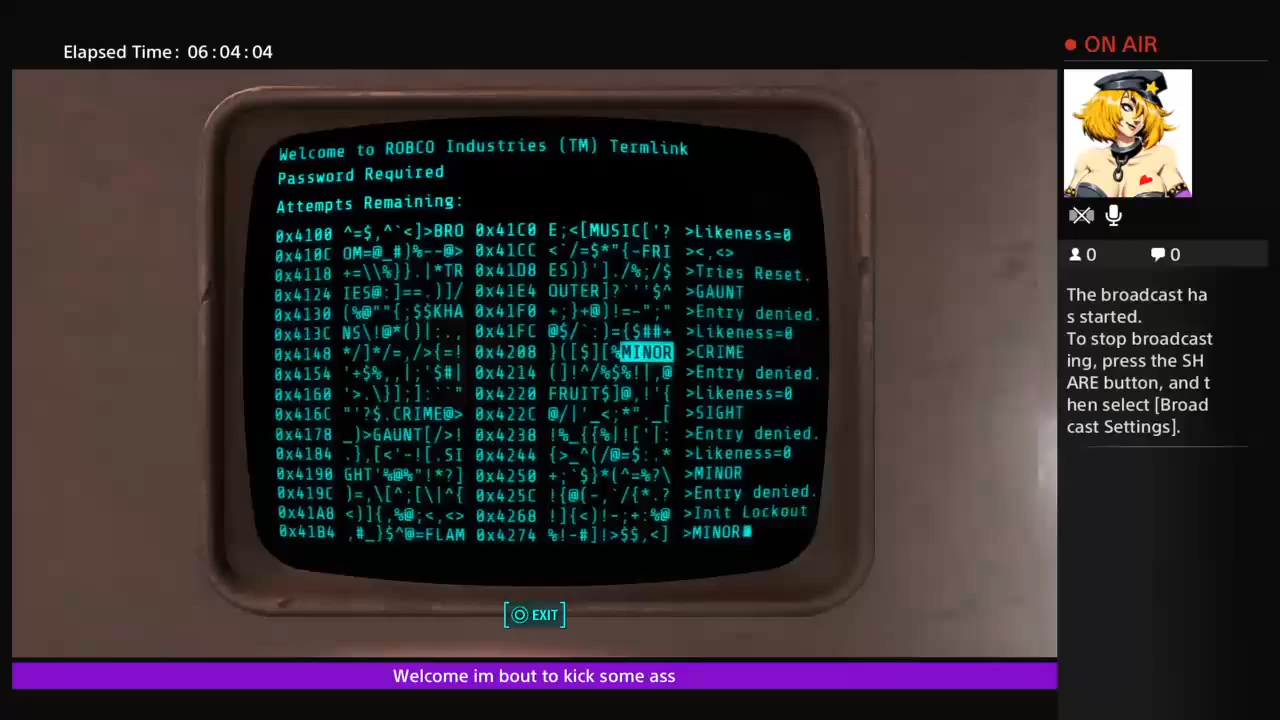 Elapsed Time: 06:04:04
ON AIR
Welcome to ROBCO Industries (TM) Termlink
Password Required
Attempts Remaining:
0x4100 ^=$,^`<]>BRO 0x41C0 E;<[MUSIC['? >Likeness=0
0x410C OM=@_#)%--@> 0x41CC <`/=$*"{-FRI ><,<>
0x4118 +=\\%}}.|*TR 0x41D8 ES)}`]./%;/$ >Tries Reset.
0x4124 IES@:]==.)]/ 0x41E4 OUTER]?```$^ >GAUNT
0x4130 (%@""{;$$KHA 0x41F0 +;}+@)!=-";" >Entry denied.
0x413C NS\!@*()|:., 0x41FC @$/`:)={$##+ >Likeness=0
0x4148 */]*/=,/>{=! 0x4208 }([$][%MINOR >CRIME
0x4154 '+$%,,|;'$#| 0x4214 (]!^/%$%!|,@ >Entry denied.
0x4160 '>.\}];]:``" 0x4220 FRUIT$]@,!'{ >Likeness=0
0x416C "'?$.CRIME@> 0x422C @/|'_<;*"._[ >SIGHT
0x4178 _)>GAUNT[/>! 0x4238 !%_{{%|!['|: >Entry denied.
0x4184 .},[<'-![.SI 0x4244 {>_^(/@=$:.* >Likeness=0
0x4190 GHT'%@%"!*?] 0x4250 +;`$}*(^=%?\ >MINOR
0x419C )=,\[^;[\|^{ 0x425C !{@(-,`/{*.? >Entry denied.
0x41A8 <)]{,%@;<,<> 0x4268 !]{<)!-;+:%@ >Init Lockout
0x41B4 ,#_}$^@=FLAM 0x4274 %!-#]!>$$,<] >MINOR
EXIT
Welcome im bout to kick some ass
0 0
The broadcast ha
s started.
To stop broadcast
ing, press the SH
ARE button, and t
hen select [Broad
cast Settings].